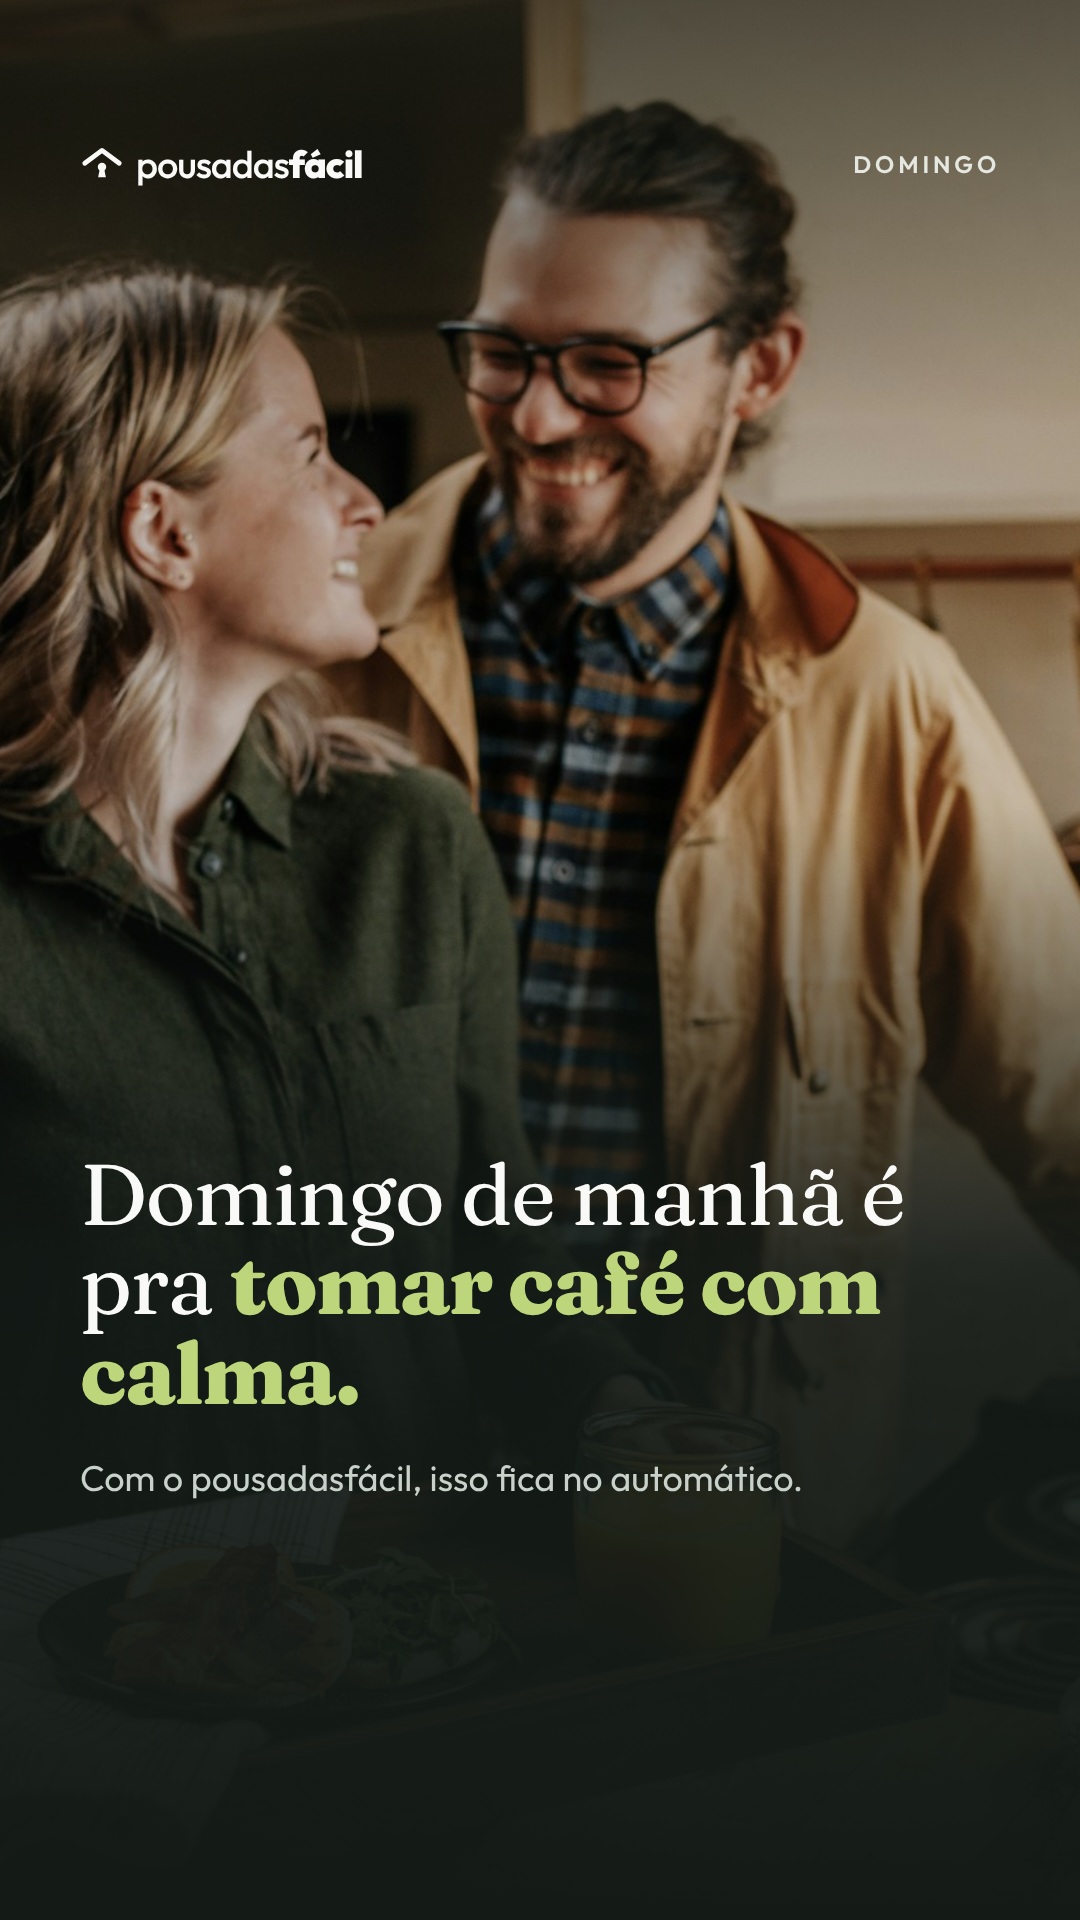 pousadasfácil
DOMINGO
Domingo de manhã é
pra tomar café com
calma.
Com o pousadasfácil, isso fica no automático.